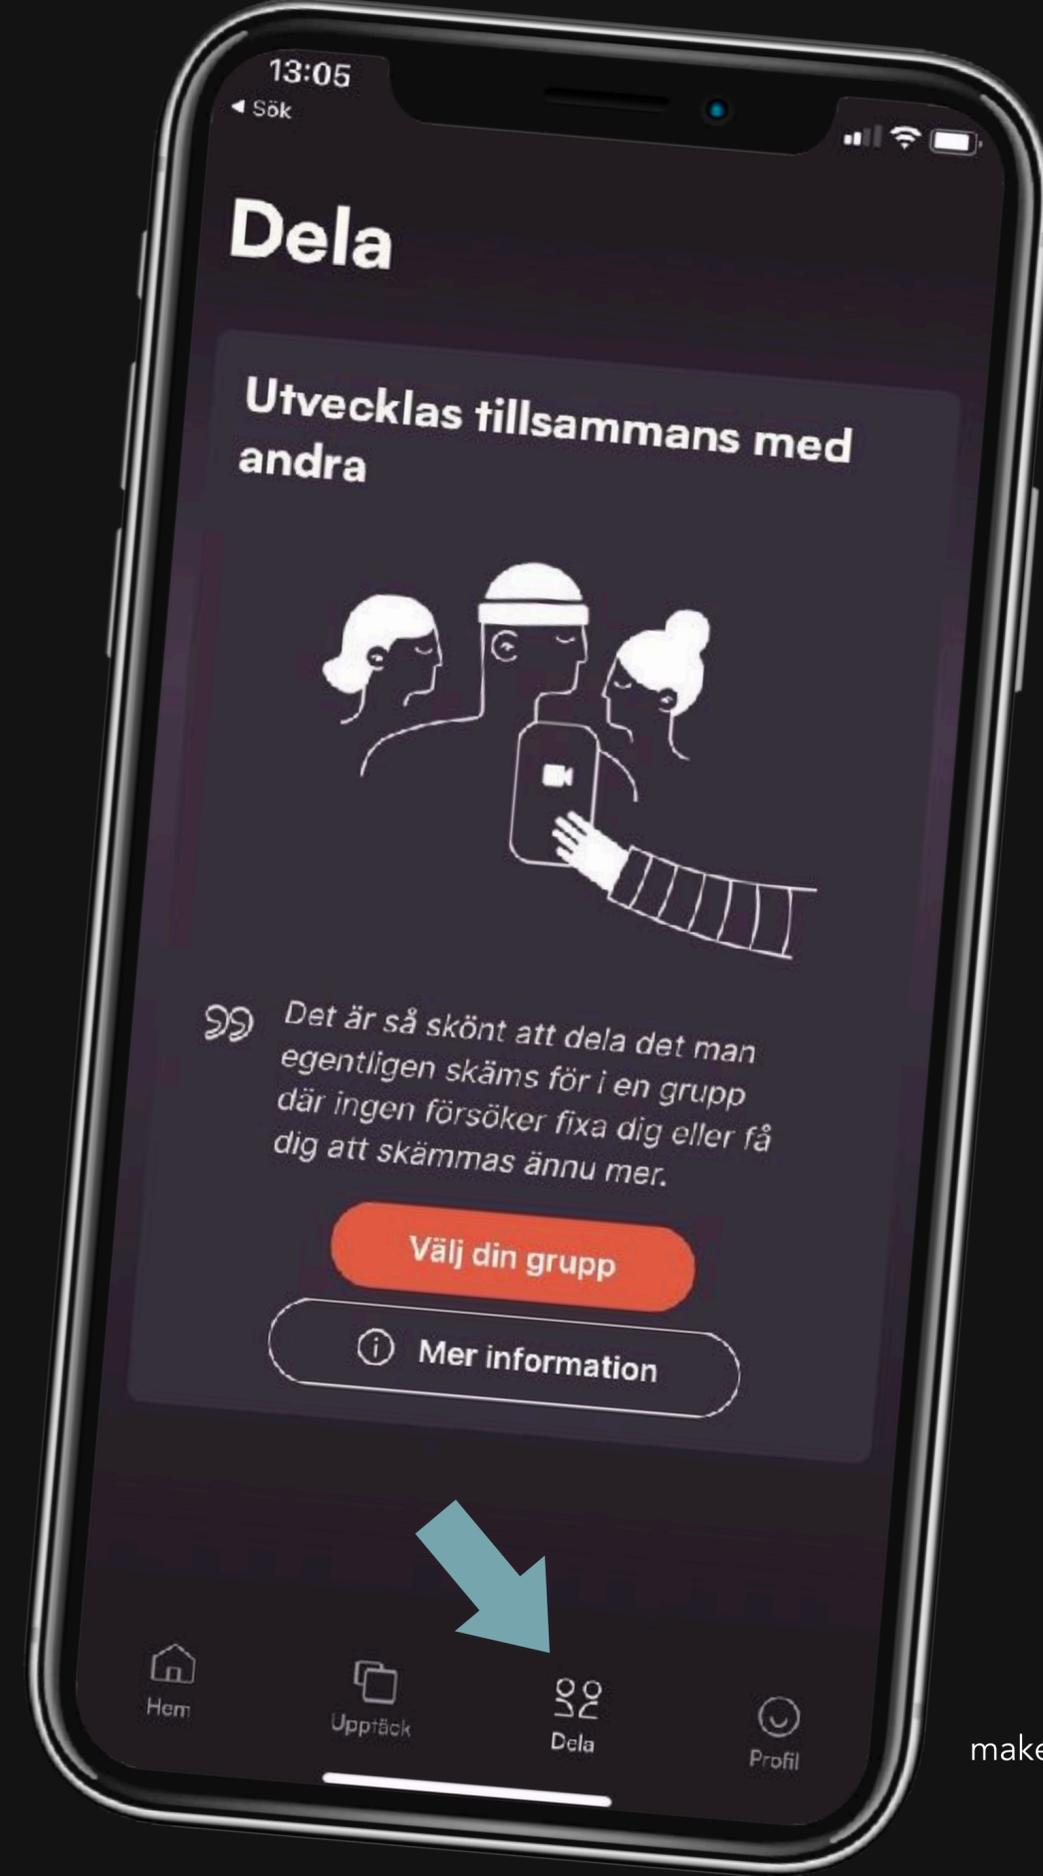 13:05
◀ Sök
Dela
Utvecklas tillsammans med
andra
Det är så skönt att dela det man
egentligen skäms för i en grupp
där ingen försöker fixa dig eller få
dig att skämmas ännu mer.
Välj din grupp
Mer information
Hem
Upptäck
Dela
Profil
make